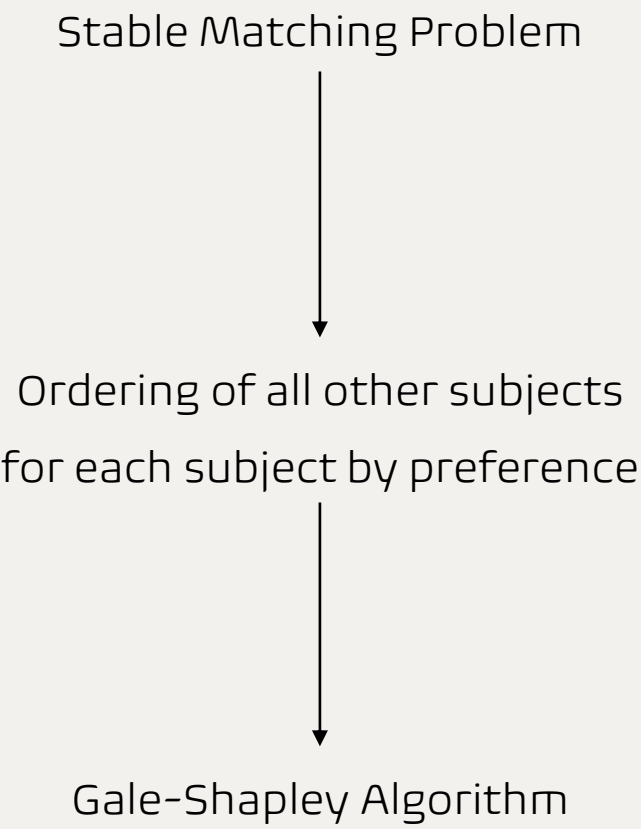 Stable Matching Problem
Ordering of all other subjects
for each subject by preference
Gale-Shapley Algorithm